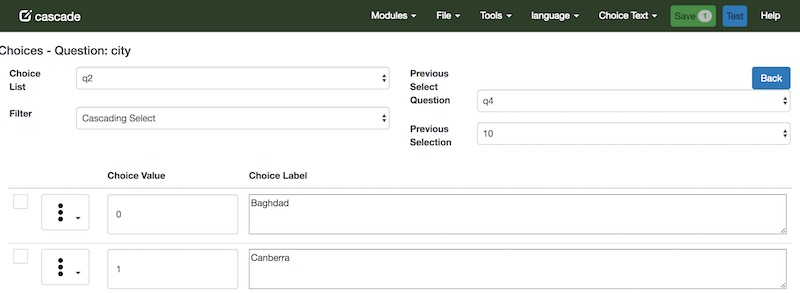 cascade Modules File Tools language Choice Text Save 1 Test Help
Choices - Question: city
Choice List q2
Filter Cascading Select
Previous Select Question q4
Back
Previous Selection 10
Choice Value Choice Label
0 Baghdad
1 Canberra